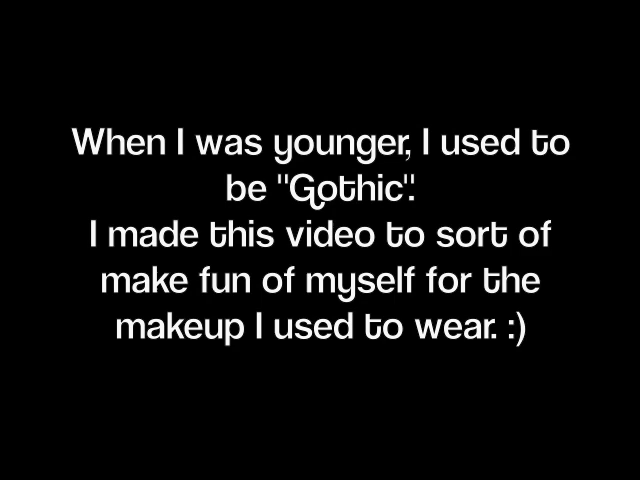 When I was younger, I used to
be "Gothic".
I made this video to sort of
make fun of myself for the
makeup I used to wear. :)